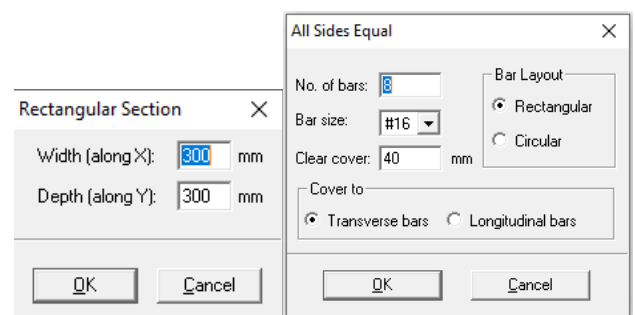 Rectangular Section
Width (along X): 300 mm
Depth (along Y): 300 mm
OK Cancel
All Sides Equal
No. of bars: 8
Bar size: #16
Clear cover: 40 mm
Bar Layout
Rectangular
Circular
Cover to
Transverse bars Longitudinal bars
OK Cancel